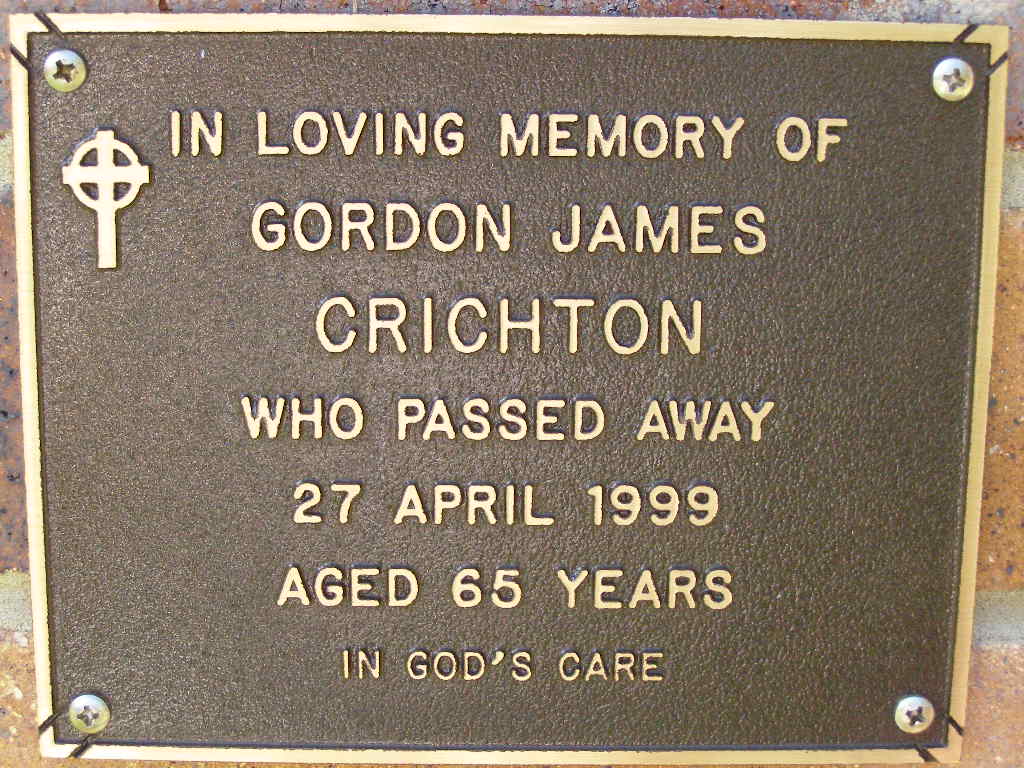 IN LOVING MEMORY OF
GORDON JAMES
CRICHTON
WHO PASSED AWAY
27 APRIL 1999
AGED 65 YEARS
IN GOD'S CARE